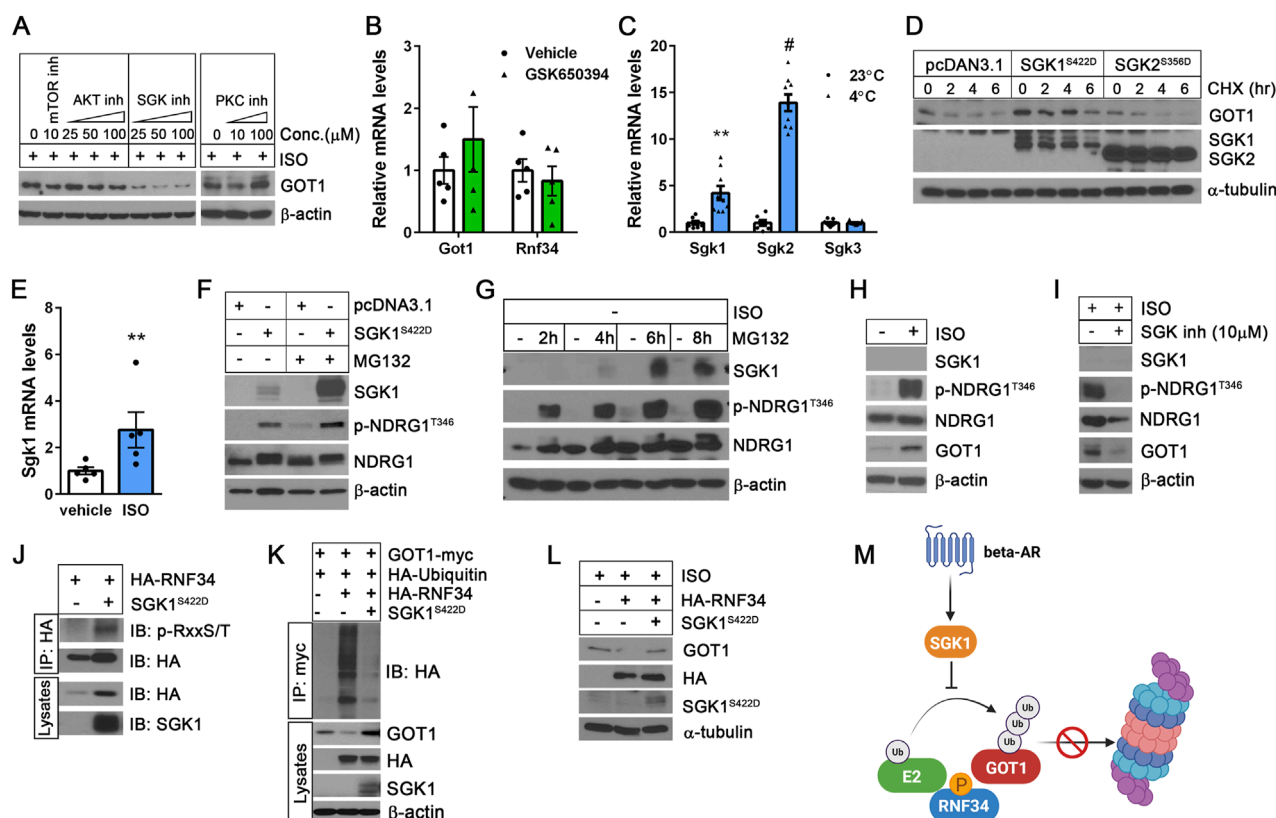 A
mTOR inh
AKT inh
SGK inh
PKC inh
0 10 25 50 100 25 50 100 0 10 100 Conc.(μM)
+ + + + + + + + + + + ISO
GOT1
β-actin
B
Relative mRNA levels
4
3
2
1
0
Vehicle
GSK650394
Got1 Rnf34
C
Relative mRNA levels
20
15
10
5
0
**
#
23°C
4°C
Sgk1 Sgk2 Sgk3
D
pcDAN3.1 SGK1S422D SGK2S356D
0 2 4 6 0 2 4 6 0 2 4 6 CHX (hr)
GOT1
SGK1
SGK2
α-tubulin
E
Sgk1 mRNA levels
8
6
4
2
0
**
vehicle ISO
F
+ - + - pcDNA3.1
- + - + SGK1S422D
- - + + MG132
SGK1
p-NDRG1T346
NDRG1
β-actin
G
- ISO
- 2h - 4h - 6h - 8h MG132
SGK1
p-NDRG1T346
NDRG1
β-actin
H
- + ISO
SGK1
p-NDRG1T346
NDRG1
GOT1
β-actin
I
+ + ISO
- + SGK inh (10μM)
SGK1
p-NDRG1T346
NDRG1
GOT1
β-actin
J
+ + HA-RNF34
- + SGK1S422D
IP: HA
IB: p-RxxS/T
IB: HA
Lysates
IB: HA
IB: SGK1
K
+ + + GOT1-myc
+ + + HA-Ubiquitin
- + + HA-RNF34
- - + SGK1S422D
IP: myc
IB: HA
Lysates
GOT1
HA
SGK1
β-actin
L
+ + + ISO
- + + HA-RNF34
- - + SGK1S422D
GOT1
HA
SGK1S422D
α-tubulin
M
beta-AR
SGK1
Ub
Ub
Ub
Ub
E2
P
GOT1
RNF34